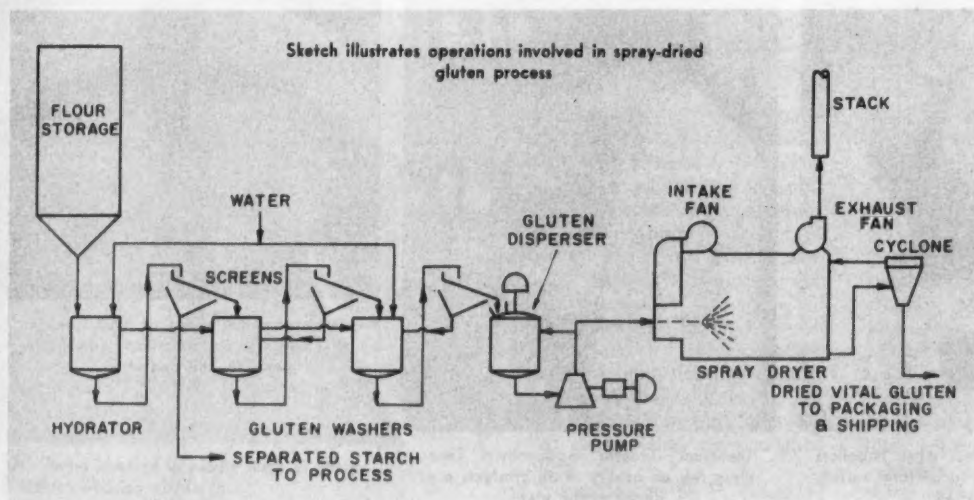 Sketch illustrates operations involved in spray-dried
gluten process
FLOUR
STORAGE
STACK
WATER
INTAKE
FAN
GLUTEN
DISPERSER
EXHAUST
FAN
CYCLONE
SCREENS
SPRAY DRYER
HYDRATOR
GLUTEN WASHERS
PRESSURE
PUMP
DRIED VITAL GLUTEN
TO PACKAGING
& SHIPPING
SEPARATED STARCH
TO PROCESS